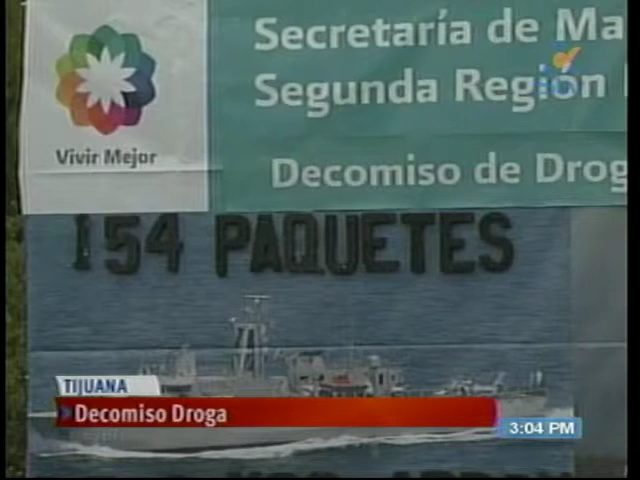 Secretaría de Ma
Segunda Región
Vivir Mejor
Decomiso de Drog
154 PAQUETES
TIJUANA
Decomiso Droga
3:04 PM